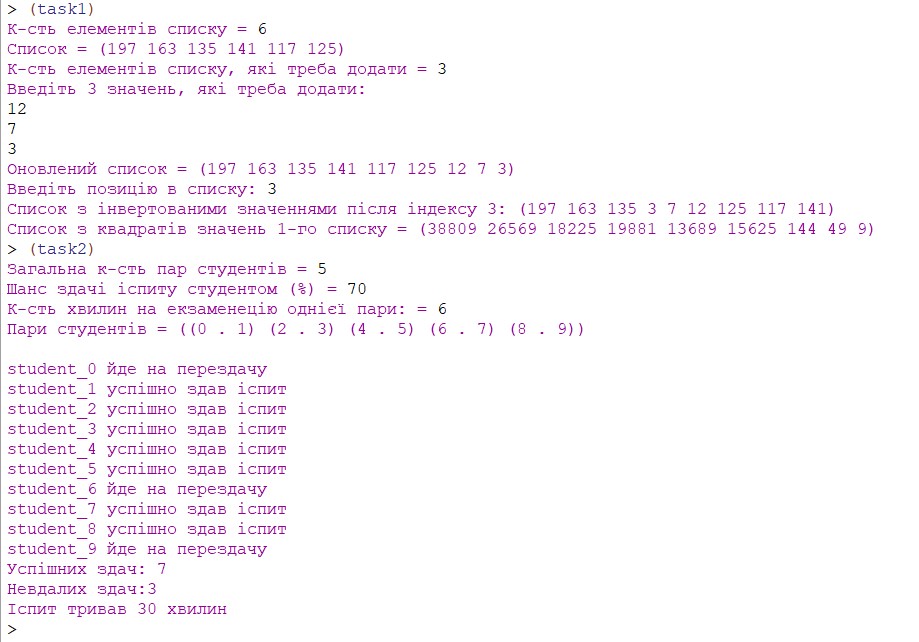 > (task1)
К-сть елементів списку = 6
Список = (197 163 135 141 117 125)
К-сть елементів списку, які треба додати = 3
Введіть 3 значень, які треба додати:
12
7
3
Оновлений список = (197 163 135 141 117 125 12 7 3)
Введіть позицію в списку: 3
Список з інвертованими значеннями після індексу 3: (197 163 135 3 7 12 125 117 141)
Список з квадратів значень 1-го списку = (38809 26569 18225 19881 13689 15625 144 49 9)
> (task2)
Загальна к-сть пар студентів = 5
Шанс здачі іспиту студентом (%) = 70
К-сть хвилин на екзаменецію однієї пари: = 6
Пари студентів = ((0 . 1) (2 . 3) (4 . 5) (6 . 7) (8 . 9))
student_0 йде на перездачу
student_1 успішно здав іспит
student_2 успішно здав іспит
student_3 успішно здав іспит
student_4 успішно здав іспит
student_5 успішно здав іспит
student_6 йде на перездачу
student_7 успішно здав іспит
student_8 успішно здав іспит
student_9 йде на перездачу
Успішних здач: 7
Невдалих здач:3
Іспит тривав 30 хвилин
>